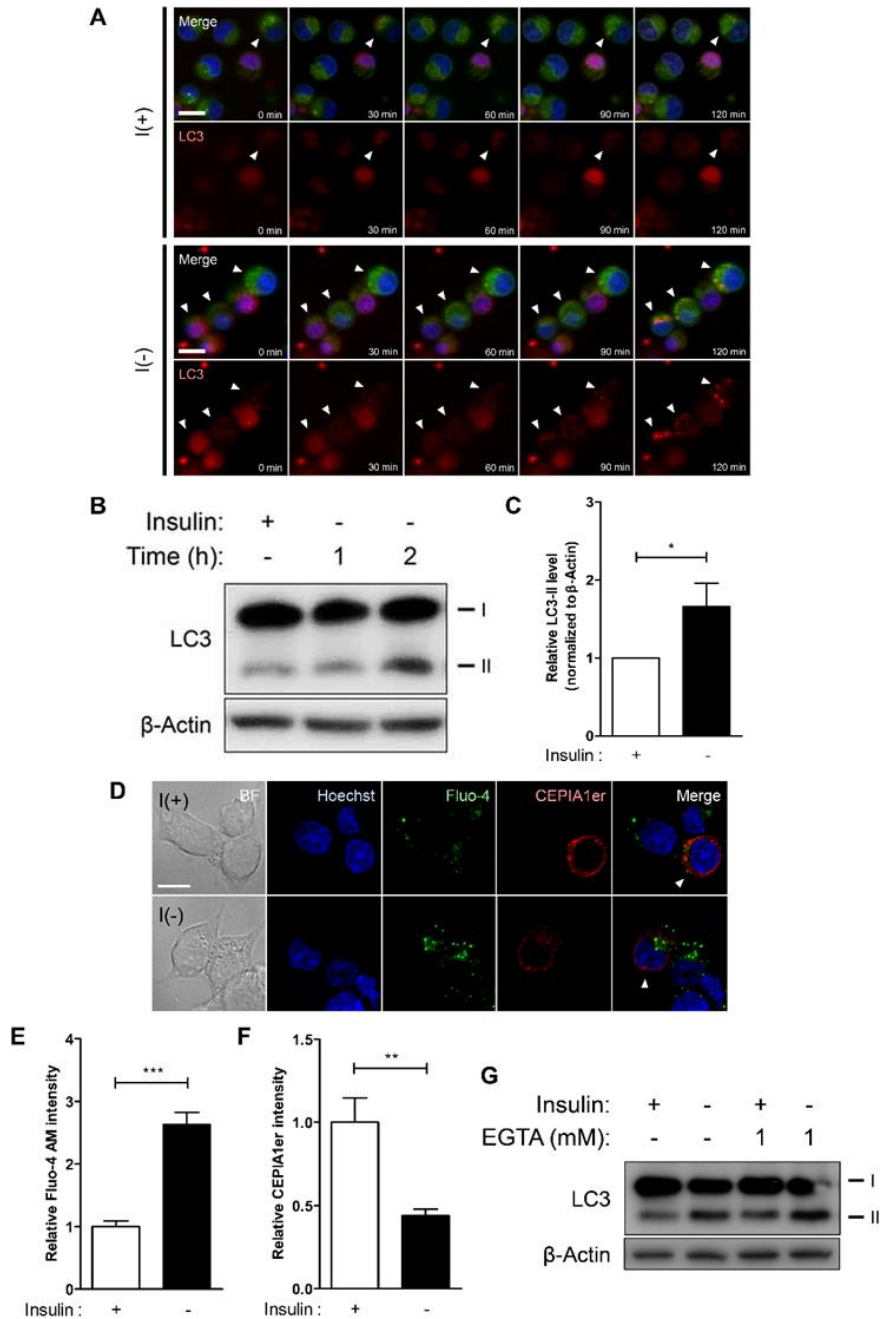 A
I(+)
Merge
0 min 30 min 60 min 90 min 120 min
LC3
0 min 30 min 60 min 90 min 120 min
I(-)
Merge
0 min 30 min 60 min 90 min 120 min
LC3
0 min 30 min 60 min 90 min 120 min
B
Insulin: + - -
Time (h): - 1 2
LC3
I
II
β-Actin
C
Relative LC3-II level
(normalized to β-Actin)
3
2
1
0
*
Insulin : + -
D
I(+) BF Hoechst Fluo-4 CEPIA1er Merge
I(-)
E
Relative Fluo-4 AM intensity
4
3
2
1
0
***
Insulin : + -
F
Relative CEPIA1er intensity
1.5
1.0
0.5
0.0
**
Insulin : + -
G
Insulin: + - + -
EGTA (mM): - - 1 1
LC3
I
II
β-Actin